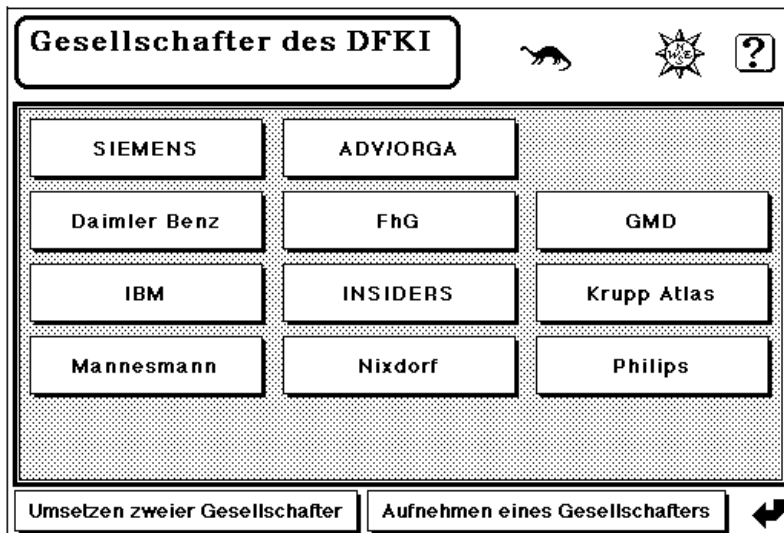 Gesellschafter des DFKI
N
W E
S
?
SIEMENS
ADV/ORGA
Daimler Benz
FhG
GMD
IBM
INSIDERS
Krupp Atlas
Mannesmann
Nixdorf
Philips
Umsetzen zweier Gesellschafter
Aufnehmen eines Gesellschafters